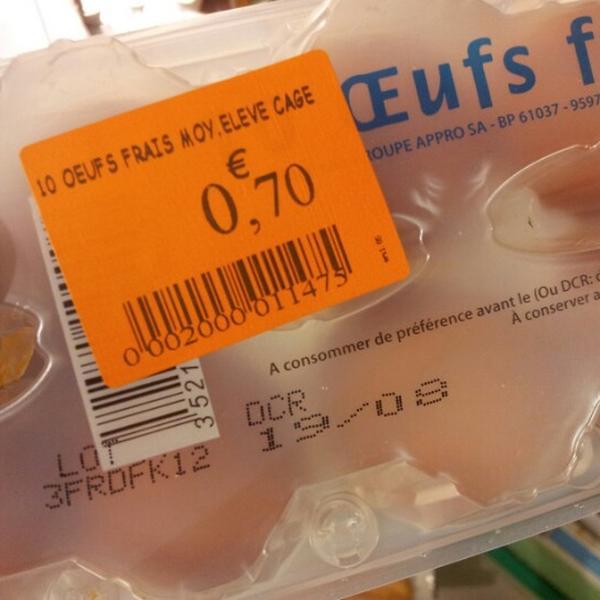 Œufs f
ROUPE APPRO SA - BP 61037 - 9597
10 OEUFS FRAIS MOY.ELEVE CAGE
€
0,70
0 002000 011475
3521
A consommer de préférence avant le (Ou DCR:
À conserver a
DCR
19/08
LOT
3FRDFK12